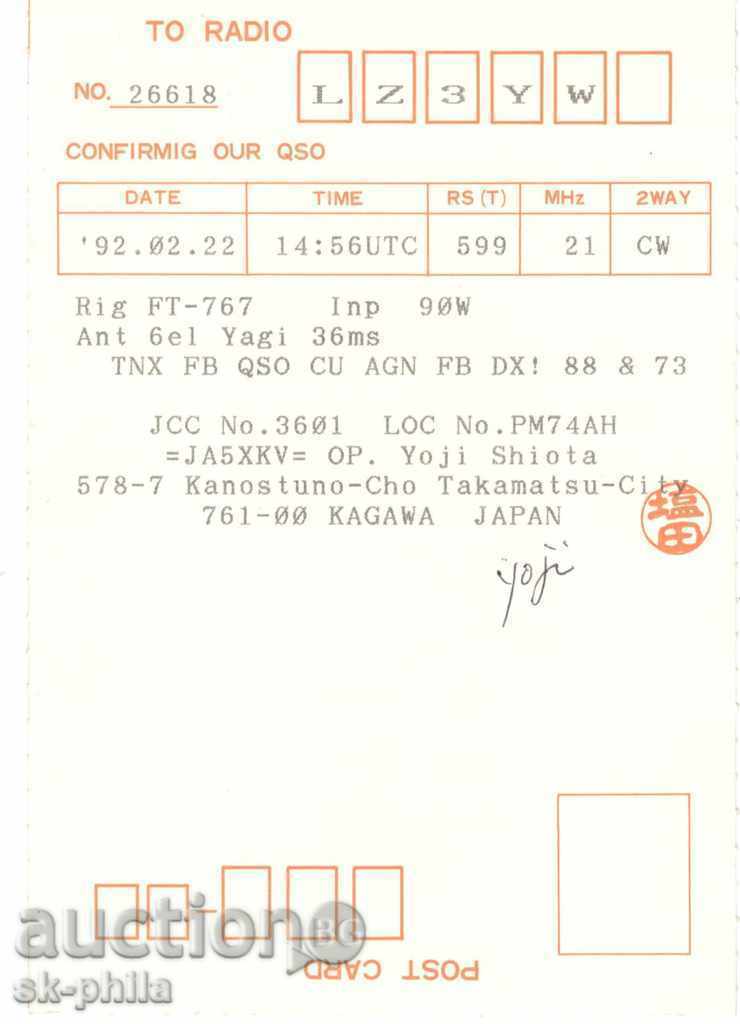 TO RADIO
NO. 26618 L Z 3 Y W
CONFIRMIG OUR QSO
DATE TIME RS (T) MHz 2WAY
'92.02.22 14:56UTC 599 21 CW
Rig FT-767 Inp 90W
Ant 6el Yagi 36ms
TNX FB QSO CU AGN FB DX! 88 & 73
JCC No.3601 LOC No.PM74AH
=JA5XKV= OP. Yoji Shiota
578-7 Kanostuno-Cho Takamatsu-City
761-00 KAGAWA JAPAN
塩田
yoji
POST CARD
auction BG
sk-phila